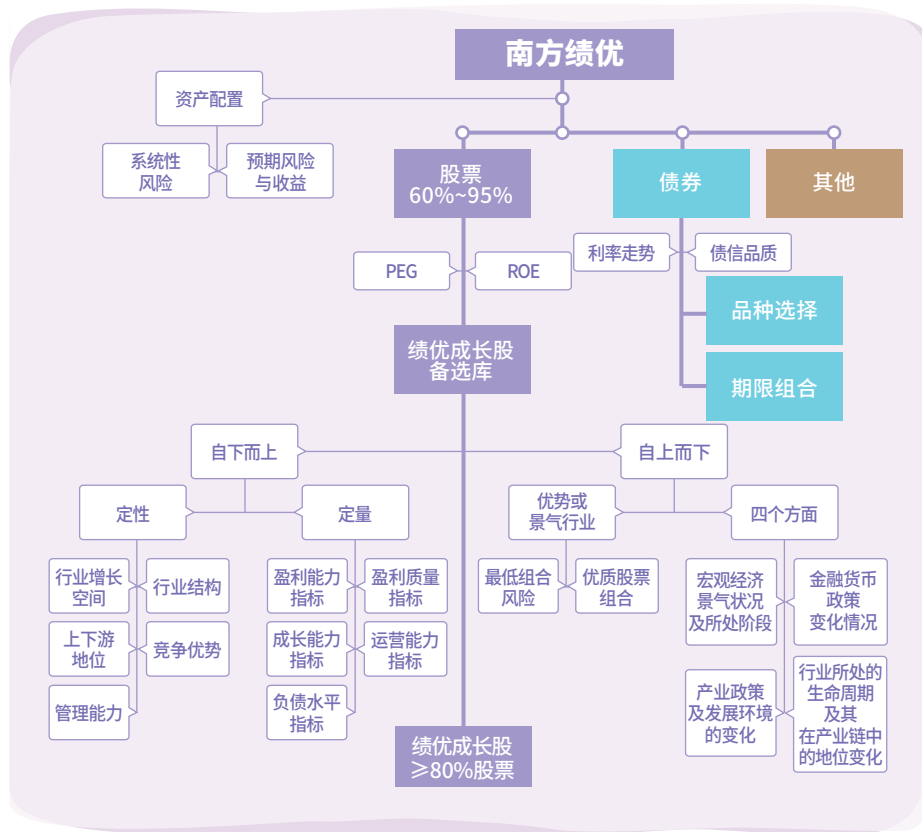 南方绩优
资产配置
系统性
风险
预期风险
与收益
股票
60%~95%
债券
其他
PEG
ROE
利率走势
债信品质
品种选择
期限组合
绩优成长股
备选库
自下而上
自上而下
定性
定量
优势或
景气行业
四个方面
行业增长
空间
行业结构
上下游
地位
竞争优势
管理能力
盈利能力
指标
盈利质量
指标
成长能力
指标
运营能力
指标
负债水平
指标
最低组合
风险
优质股票
组合
宏观经济
景气状况
及所处阶段
金融货币
政策
变化情况
产业政策
及发展环境
的变化
行业所处的
生命周期
及其
在产业链中
的地位变化
绩优成长股
≥80%股票